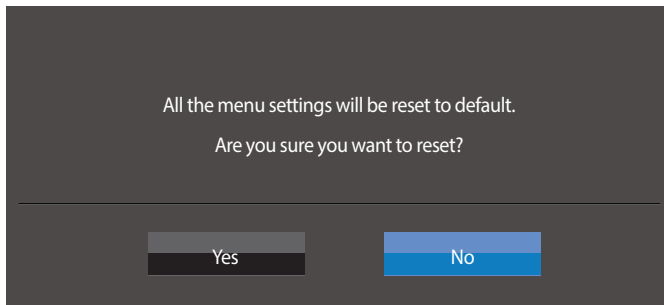 All the menu settings will be reset to default.
Are you sure you want to reset?
Yes
No